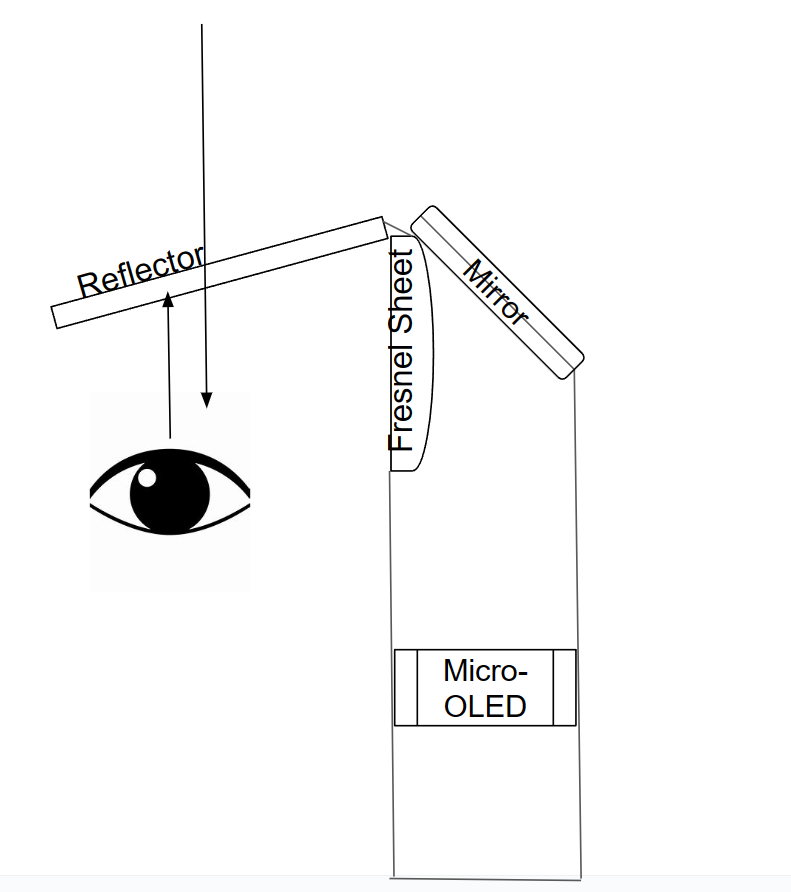 Reflector
Mirror
Fresnel Sheet
Micro-
OLED